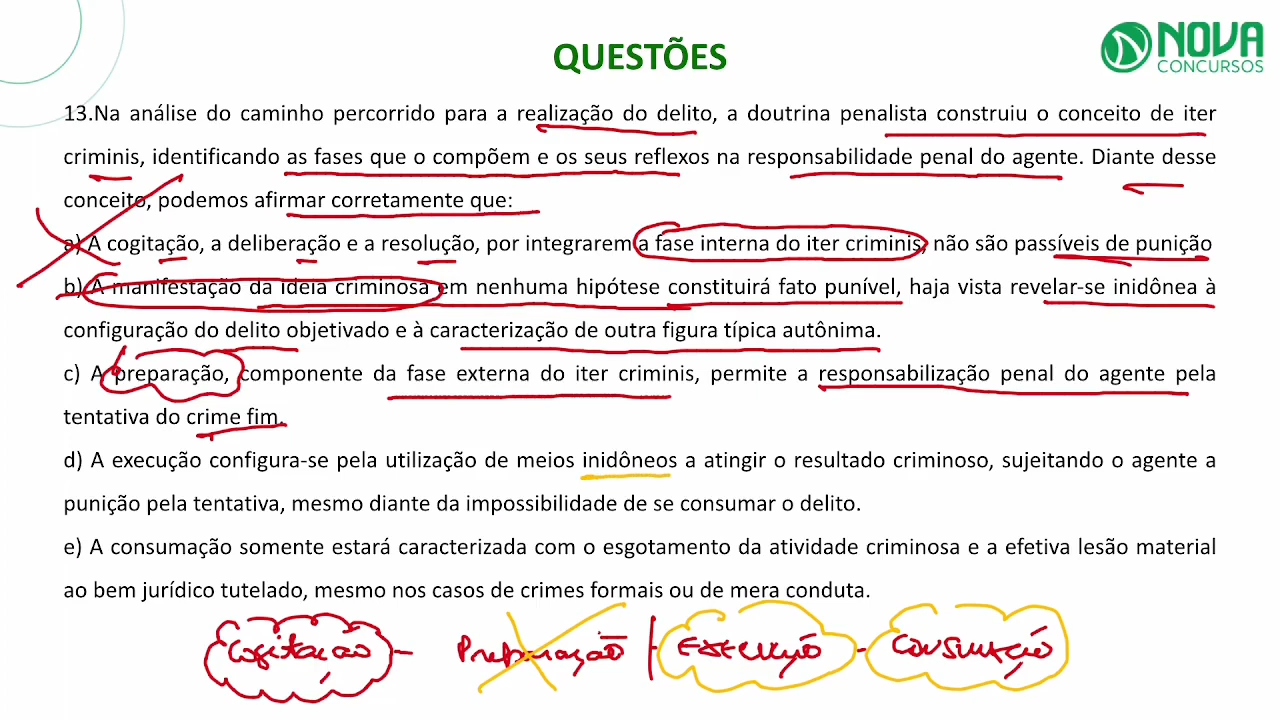 QUESTÕES
NOVA
CONCURSOS
13.Na análise do caminho percorrido para a realização do delito, a doutrina penalista construiu o conceito de iter
criminis, identificando as fases que o compõem e os seus reflexos na responsabilidade penal do agente. Diante desse
conceito, podemos afirmar corretamente que:
a) A cogitação, a deliberação e a resolução, por integrarem a fase interna do iter criminis, não são passíveis de punição
b) A manifestação da ideia criminosa em nenhuma hipótese constituirá fato punível, haja vista revelar-se inidônea à
configuração do delito objetivado e à caracterização de outra figura típica autônima.
c) A preparação, componente da fase externa do iter criminis, permite a responsabilização penal do agente pela
tentativa do crime fim.
d) A execução configura-se pela utilização de meios inidôneos a atingir o resultado criminoso, sujeitando o agente a
punição pela tentativa, mesmo diante da impossibilidade de se consumar o delito.
e) A consumação somente estará caracterizada com o esgotamento da atividade criminosa e a efetiva lesão material
ao bem jurídico tutelado, mesmo nos casos de crimes formais ou de mera conduta.
Cogitação - Preparação | EXECUÇÃO - CONSUMAÇÃO